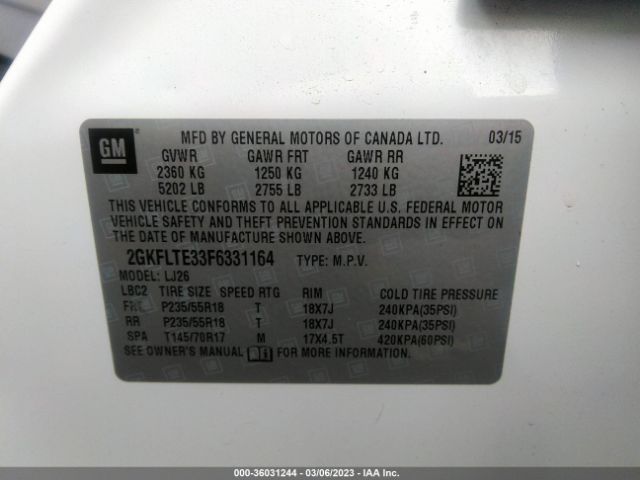 GM
MFD BY GENERAL MOTORS OF CANADA LTD. 03/15
GVWR GAWR FRT GAWR RR
2360 KG 1250 KG 1240 KG
5202 LB 2755 LB 2733 LB
THIS VEHICLE CONFORMS TO ALL APPLICABLE U.S. FEDERAL MOTOR
VEHICLE SAFETY AND THEFT PREVENTION STANDARDS IN EFFECT ON
THE DATE OF MANUFACTURE SHOWN ABOVE.
2GKFLTE33F6331164 TYPE: M.P.V.
MODEL: LJ26
LBC2 TIRE SIZE SPEED RTG RIM COLD TIRE PRESSURE
FRT P235/55R18 T 18X7J 240KPA(35PSI)
RR P235/55R18 T 18X7J 240KPA(35PSI)
SPA T145/70R17 M 17X4.5T 420KPA(60PSI)
SEE OWNER'S MANUAL FOR MORE INFORMATION.
000-36031244 - 03/06/2023 - IAA Inc.